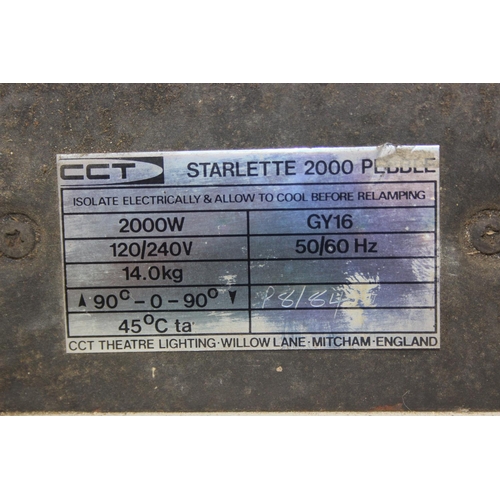 CCT STARLETTE 2000 PEBBLE
ISOLATE ELECTRICALLY & ALLOW TO COOL BEFORE RELAMPING
2000W GY16
120/240V 50/60 Hz
14.0kg
▲ 90° - 0 - 90° ▼
45°C ta
CCT THEATRE LIGHTING · WILLOW LANE · MITCHAM · ENGLAND